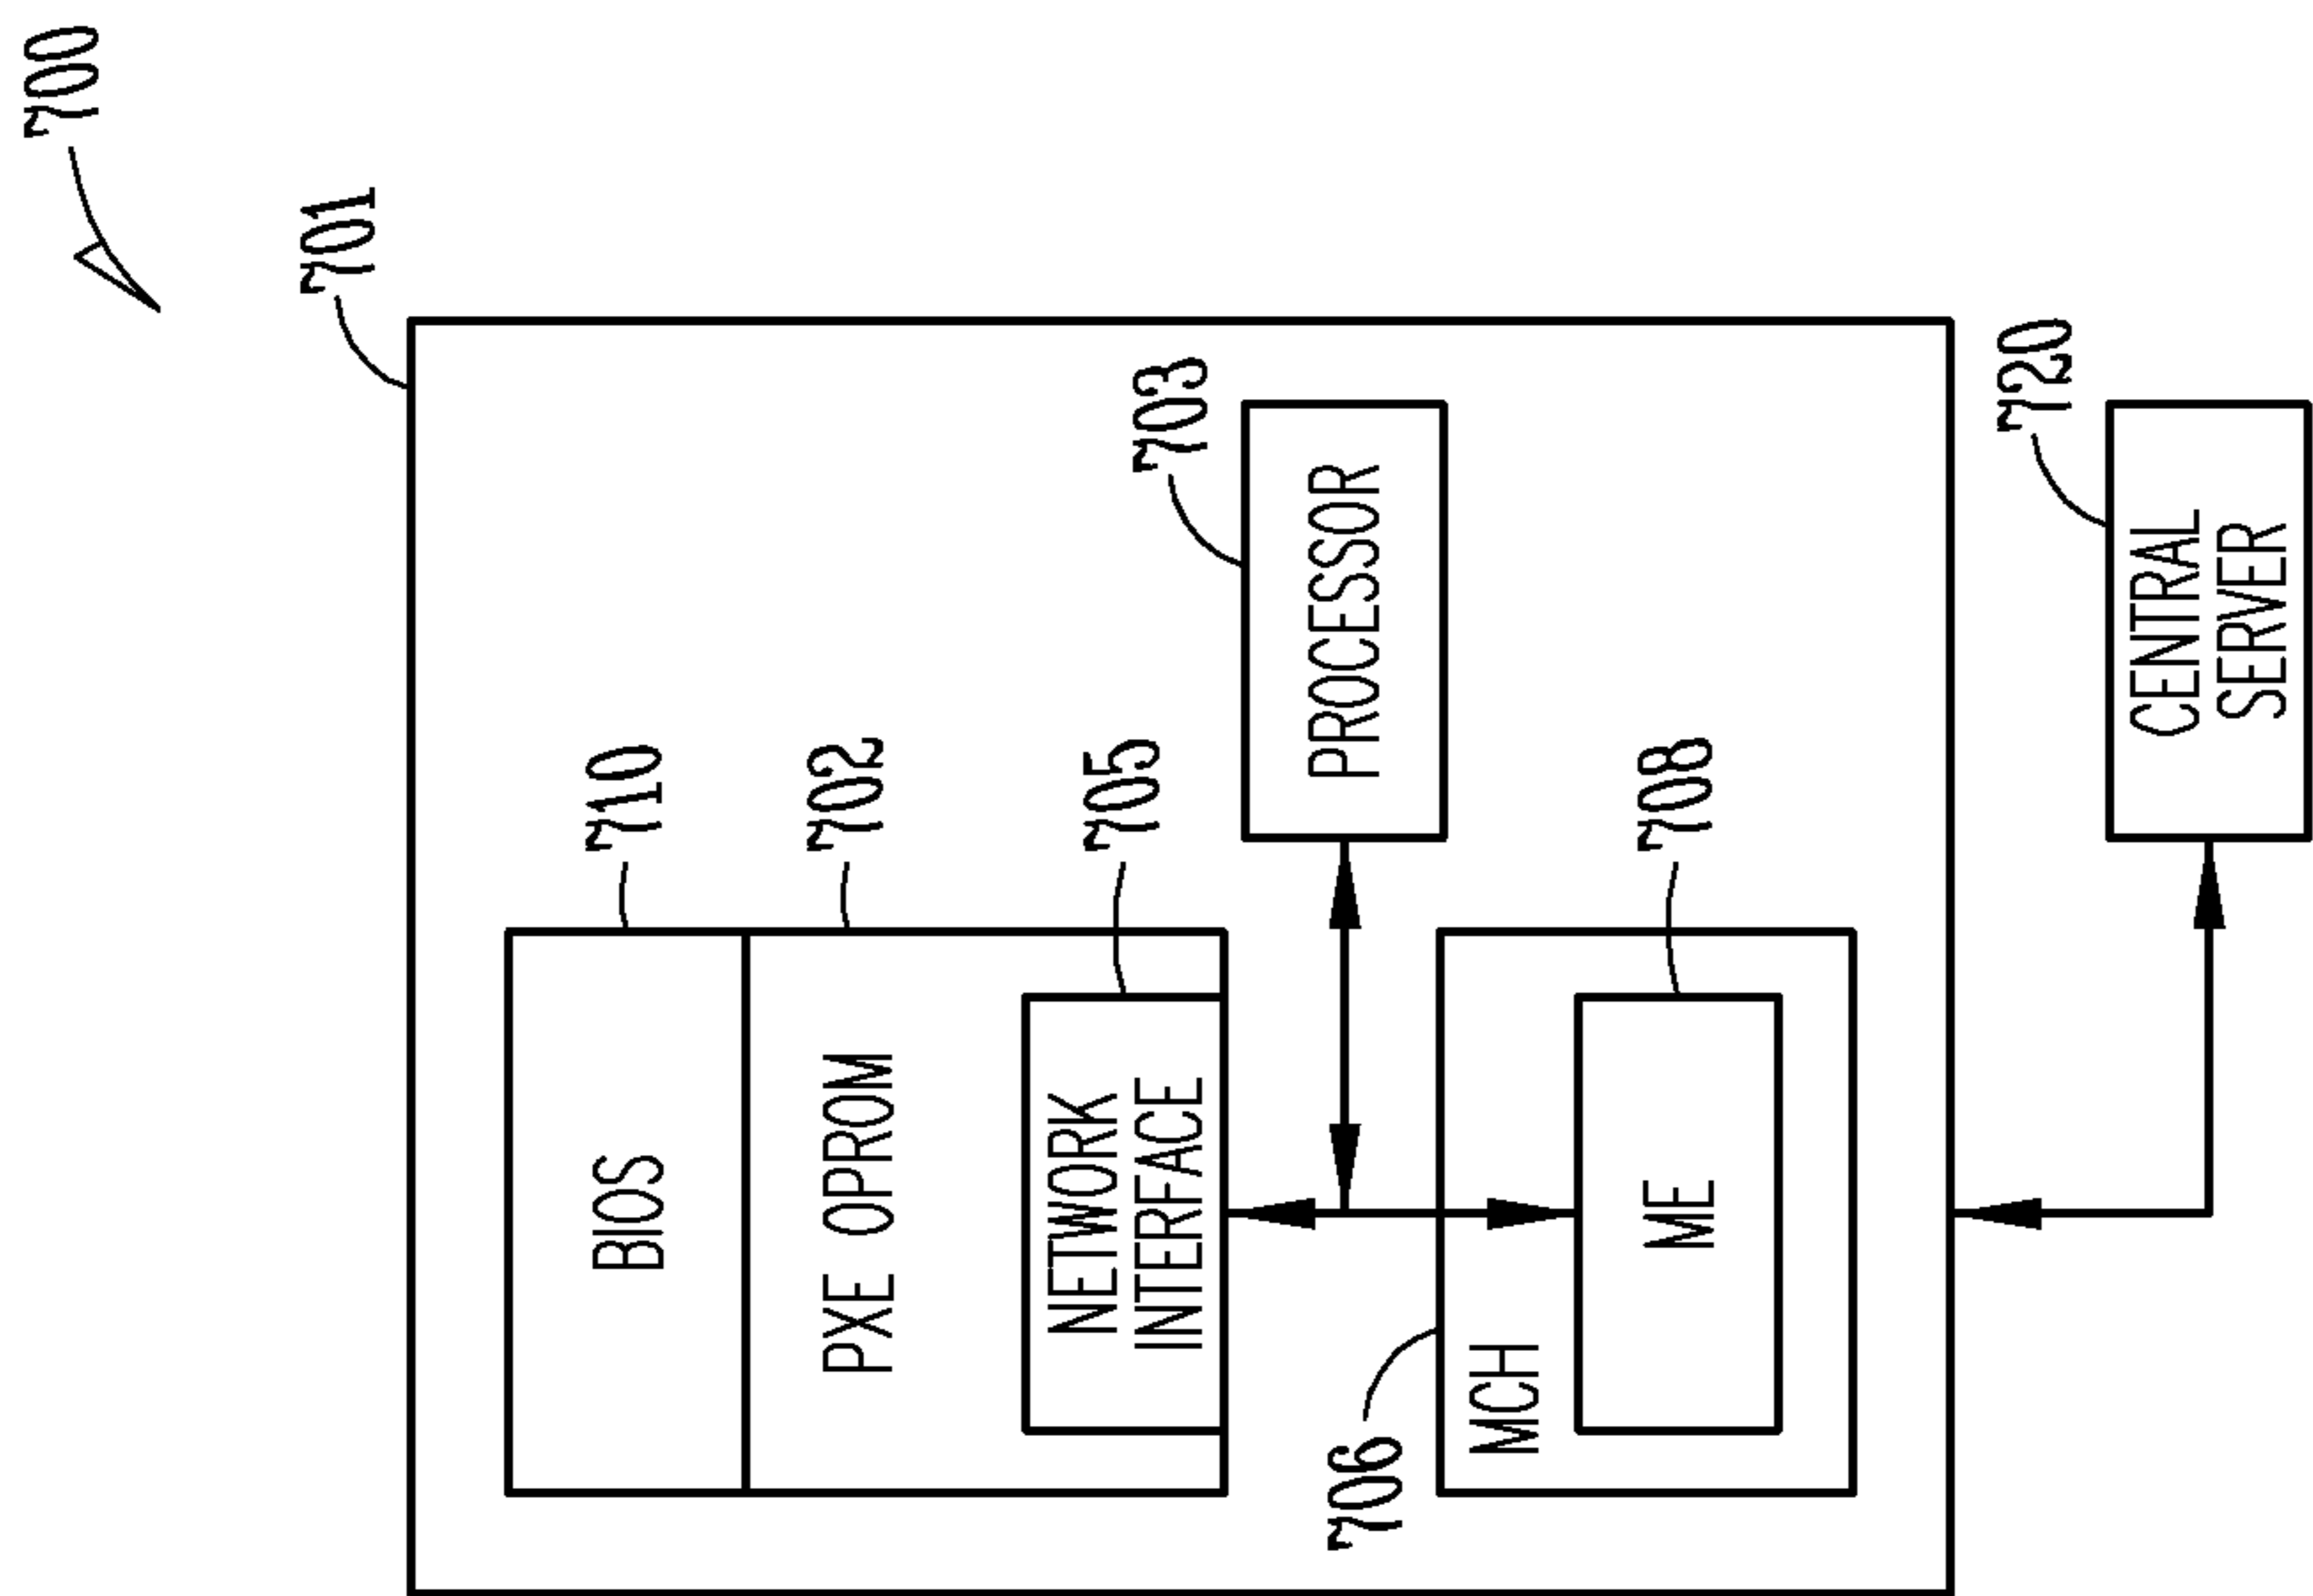 700
701
BIOS
710
PXE OPROM
702
NETWORK
INTERFACE
705
703
PROCESSOR
706
MCH
ME
708
720
CENTRAL
SERVER